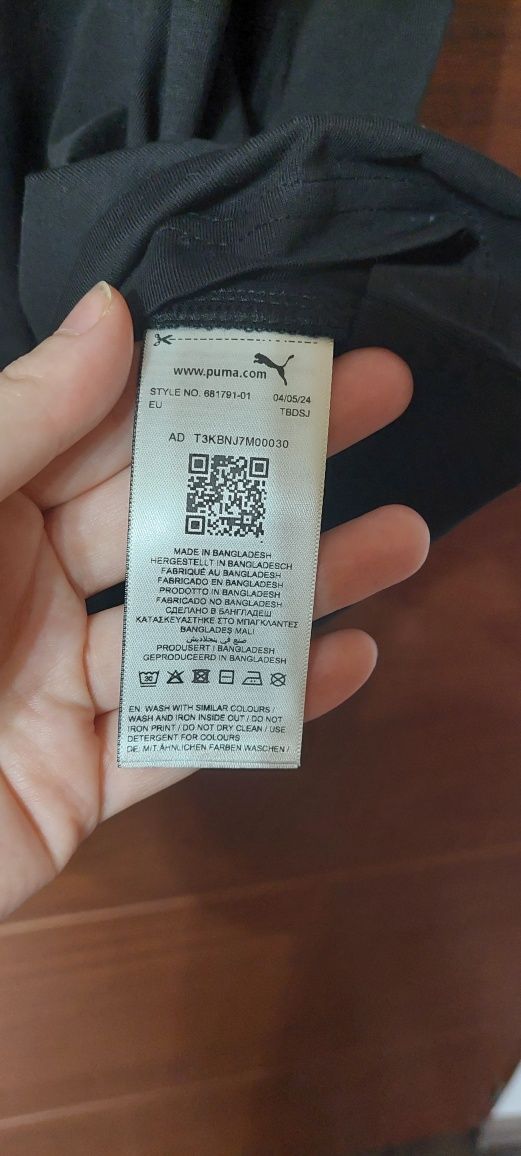 www.puma.com
STYLE NO. 681791-01 04/05/24
EU TBDSJ
AD T3KBNJ7M00030
MADE IN BANGLADESH
HERGESTELLT IN BANGLADESCH
FABRIQUÉ AU BANGLADESH
FABRICADO EN BANGLADESH
PRODOTTO IN BANGLADESH
FABRICADO NO BANGLADESH
СДЕЛАНО В БАНГЛАДЕШ
ΚΑΤΑΣΚΕΥΑΣΤΗΚΕ ΣΤΟ ΜΠΑΓΚΛΑΝΤΕΣ
BANGLADEŞ MALI
صنع في بنجلاديش
PRODUSERT I BANGLADESH
GEPRODUCEERD IN BANGLADESH
30
EN. WASH WITH SIMILAR COLOURS /
WASH AND IRON INSIDE OUT / DO NOT
IRON PRINT / DO NOT DRY CLEAN / USE
DETERGENT FOR COLOURS
DE. MIT ÄHNLICHEN FARBEN WASCHEN /